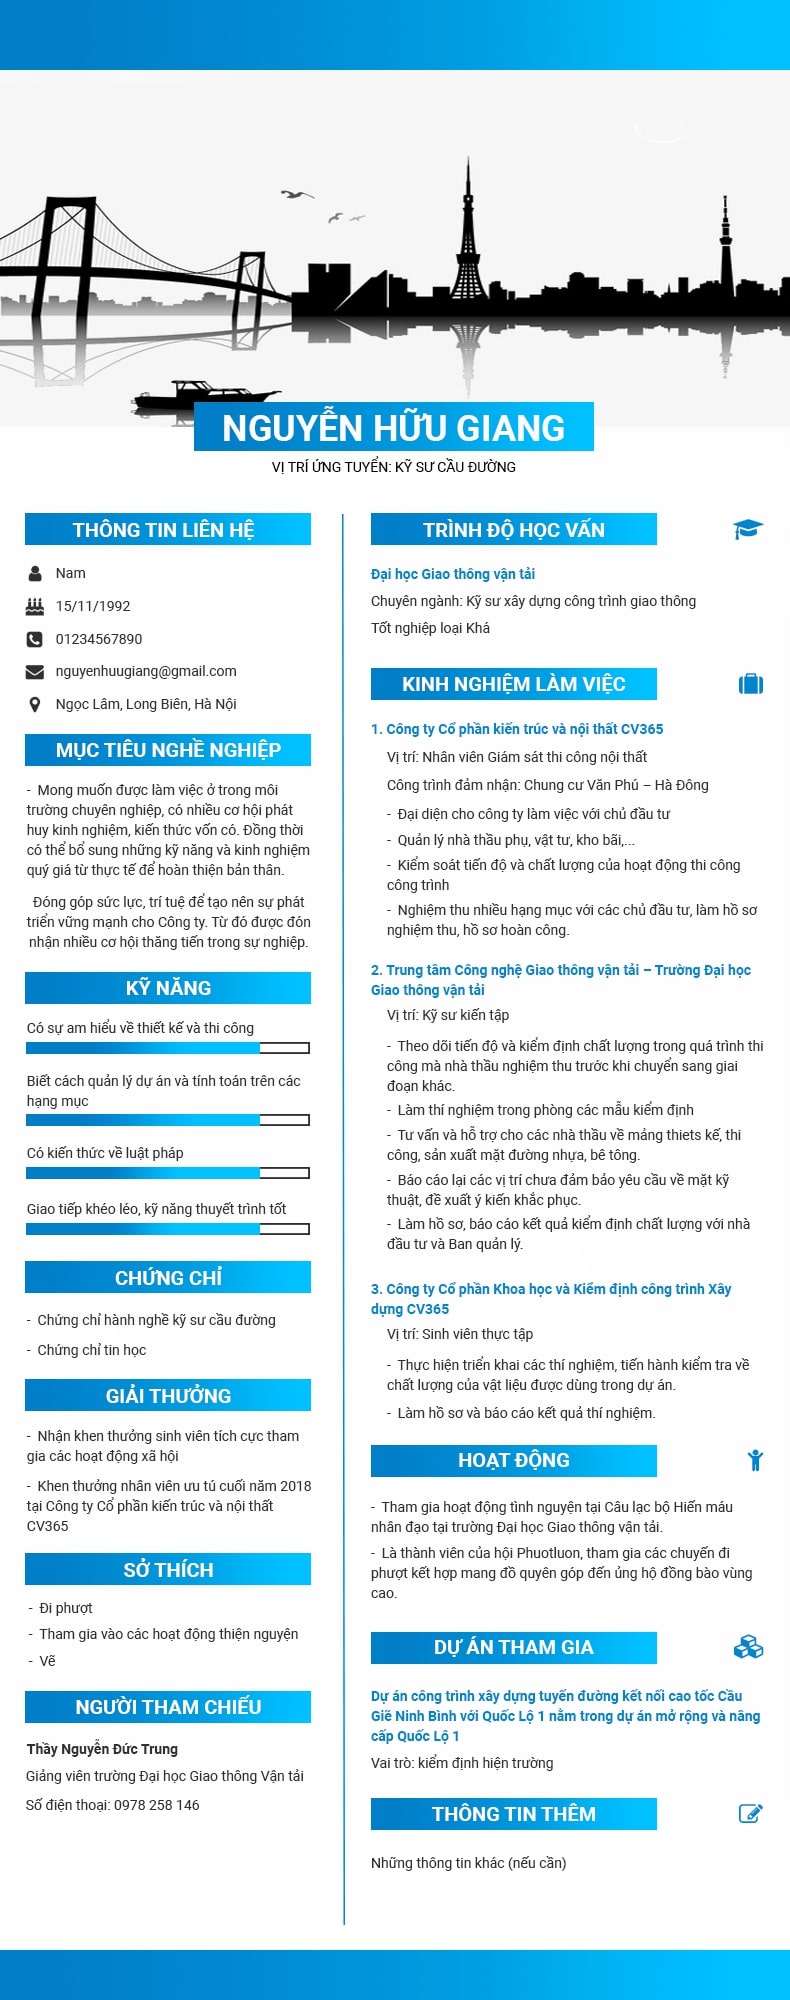 NGUYỄN HỮU GIANG
VỊ TRÍ ỨNG TUYỂN: KỸ SƯ CẦU ĐƯỜNG
THÔNG TIN LIÊN HỆ
Nam
15/11/1992
01234567890
nguyenhuugiang@gmail.com
Ngọc Lâm, Long Biên, Hà Nội
MỤC TIÊU NGHỀ NGHIỆP
- Mong muốn được làm việc ở trong môi
trường chuyên nghiệp, có nhiều cơ hội phát
huy kinh nghiệm, kiến thức vốn có. Đồng thời
có thể bổ sung những kỹ năng và kinh nghiệm
quý giá từ thực tế để hoàn thiện bản thân.
Đóng góp sức lực, trí tuệ để tạo nên sự phát
triển vững mạnh cho Công ty. Từ đó được đón
nhận nhiều cơ hội thăng tiến trong sự nghiệp.
KỸ NĂNG
Có sự am hiểu về thiết kế và thi công
Biết cách quản lý dự án và tính toán trên các
hạng mục
Có kiến thức về luật pháp
Giao tiếp khéo léo, kỹ năng thuyết trình tốt
CHỨNG CHỈ
- Chứng chỉ hành nghề kỹ sư cầu đường
- Chứng chỉ tin học
GIẢI THƯỞNG
- Nhận khen thưởng sinh viên tích cực tham
gia các hoạt động xã hội
- Khen thưởng nhân viên ưu tú cuối năm 2018
tại Công ty Cổ phần kiến trúc và nội thất
CV365
SỞ THÍCH
- Đi phượt
- Tham gia vào các hoạt động thiện nguyện
- Vẽ
NGƯỜI THAM CHIẾU
Thầy Nguyễn Đức Trung
Giảng viên trường Đại học Giao thông Vận tải
Số điện thoại: 0978 258 146
TRÌNH ĐỘ HỌC VẤN
Đại học Giao thông vận tải
Chuyên ngành: Kỹ sư xây dựng công trình giao thông
Tốt nghiệp loại Khá
KINH NGHIỆM LÀM VIỆC
1. Công ty Cổ phần kiến trúc và nội thất CV365
Vị trí: Nhân viên Giám sát thi công nội thất
Công trình đảm nhận: Chung cư Văn Phú – Hà Đông
- Đại diện cho công ty làm việc với chủ đầu tư
- Quản lý nhà thầu phụ, vật tư, kho bãi,...
- Kiểm soát tiến độ và chất lượng của hoạt động thi công
công trình
- Nghiệm thu nhiều hạng mục với các chủ đầu tư, làm hồ sơ
nghiệm thu, hồ sơ hoàn công.
2. Trung tâm Công nghệ Giao thông vận tải – Trường Đại học
Giao thông vận tải
Vị trí: Kỹ sư kiến tập
- Theo dõi tiến độ và kiểm định chất lượng trong quá trình thi
công mà nhà thầu nghiệm thu trước khi chuyển sang giai
đoạn khác.
- Làm thí nghiệm trong phòng các mẫu kiểm định
- Tư vấn và hỗ trợ cho các nhà thầu về mảng thiets kế, thi
công, sản xuất mặt đường nhựa, bê tông.
- Báo cáo lại các vị trí chưa đảm bảo yêu cầu về mặt kỹ
thuật, đề xuất ý kiến khắc phục.
- Làm hồ sơ, báo cáo kết quả kiểm định chất lượng với nhà
đầu tư và Ban quản lý.
3. Công ty Cổ phần Khoa học và Kiểm định công trình Xây
dựng CV365
Vị trí: Sinh viên thực tập
- Thực hiện triển khai các thí nghiệm, tiến hành kiểm tra về
chất lượng của vật liệu được dùng trong dự án.
- Làm hồ sơ và báo cáo kết quả thí nghiệm.
HOẠT ĐỘNG
- Tham gia hoạt động tình nguyện tại Câu lạc bộ Hiến máu
nhân đạo tại trường Đại học Giao thông vận tải.
- Là thành viên của hội Phuotluon, tham gia các chuyến đi
phượt kết hợp mang đồ quyên góp đến ủng hộ đồng bào vùng
cao.
DỰ ÁN THAM GIA
Dự án công trình xây dựng tuyến đường kết nối cao tốc Cầu
Giẽ Ninh Bình với Quốc Lộ 1 nằm trong dự án mở rộng và nâng
cấp Quốc Lộ 1
Vai trò: kiểm định hiện trường
THÔNG TIN THÊM
Những thông tin khác (nếu cần)